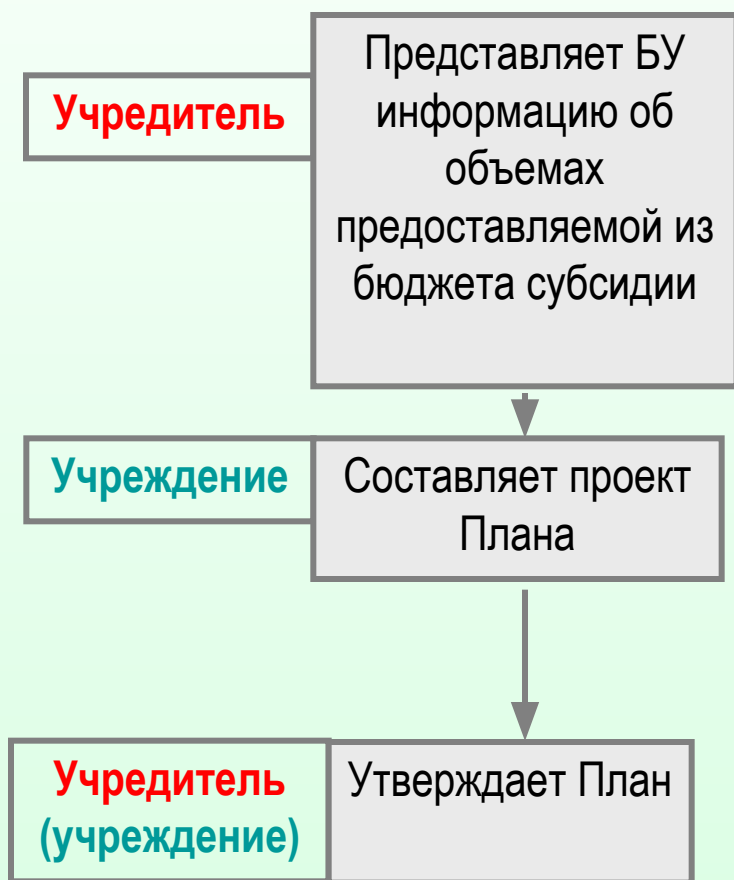 Учредитель
Представляет БУ
информацию об
объемах
предоставляемой из
бюджета субсидии
Учреждение
Составляет проект
Плана
Учредитель
(учреждение)
Утверждает План